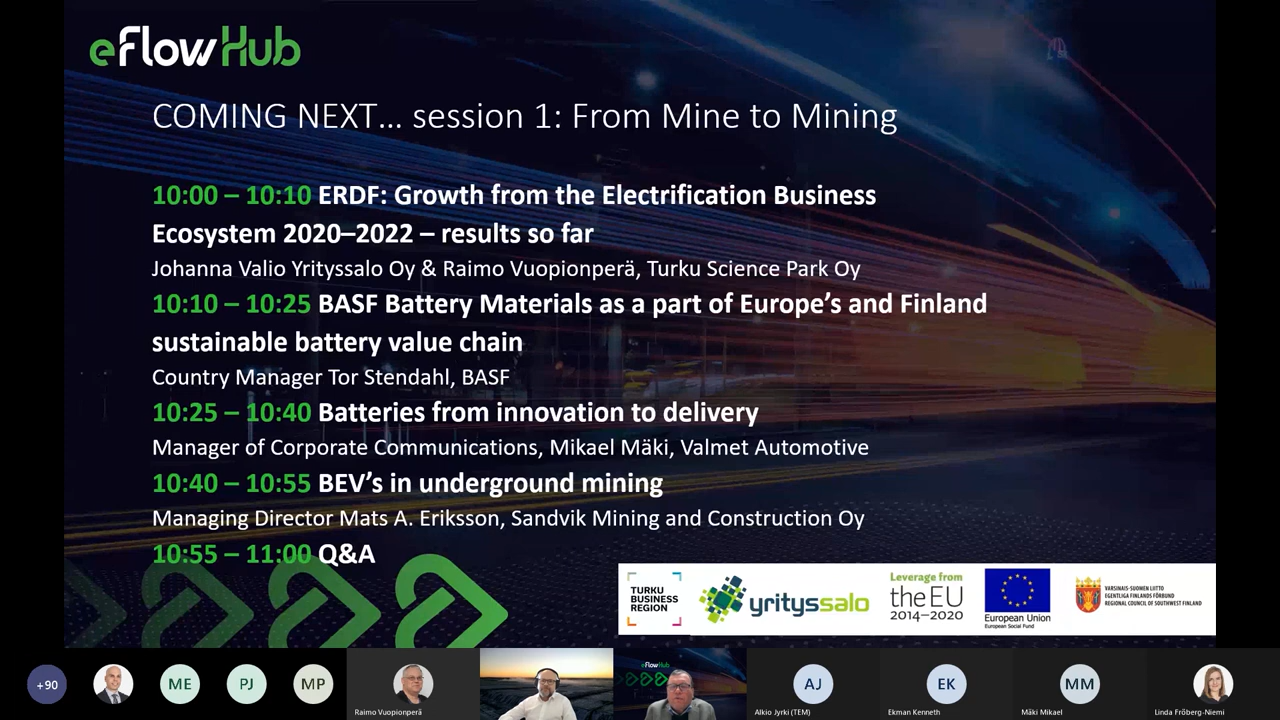 eFlowHub
COMING NEXT... session 1: From Mine to Mining
10:00 – 10:10 ERDF: Growth from the Electrification Business
Ecosystem 2020–2022 – results so far
Johanna Valio Yrityssalo Oy & Raimo Vuopionperä, Turku Science Park Oy
10:10 – 10:25 BASF Battery Materials as a part of Europe's and Finland
sustainable battery value chain
Country Manager Tor Stendahl, BASF
10:25 – 10:40 Batteries from innovation to delivery
Manager of Corporate Communications, Mikael Mäki, Valmet Automotive
10:40 – 10:55 BEV's in underground mining
Managing Director Mats A. Eriksson, Sandvik Mining and Construction Oy
10:55 – 11:00 Q&A
TURKU
BUSINESS
REGION
yrityssalo
Leverage from
the EU
2014–2020
European Union
European Social Fund
VARSINAIS-SUOMEN LIITTO
EGENTLIGA FINLANDS FÖRBUND
REGIONAL COUNCIL OF SOUTHWEST FINLAND
+90
ME
PJ
MP
Raimo Vuopionperä
eFlowHub
AJ
Alkio Jyrki (TEM)
EK
Ekman Kenneth
MM
Mäki Mikael
Linda Fröberg-Niemi